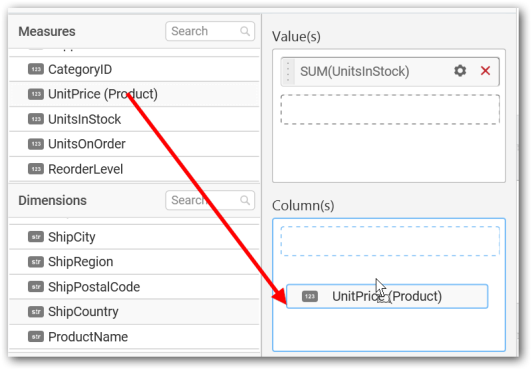 Measures
Search
123 CategoryID
123 UnitPrice (Product)
123 UnitsInStock
123 UnitsOnOrder
123 ReorderLevel
Dimensions
Search
str ShipCity
str ShipRegion
str ShipPostalCode
str ShipCountry
str ProductName
Value(s)
SUM(UnitsInStock)
Column(s)
123 UnitPrice (Product)